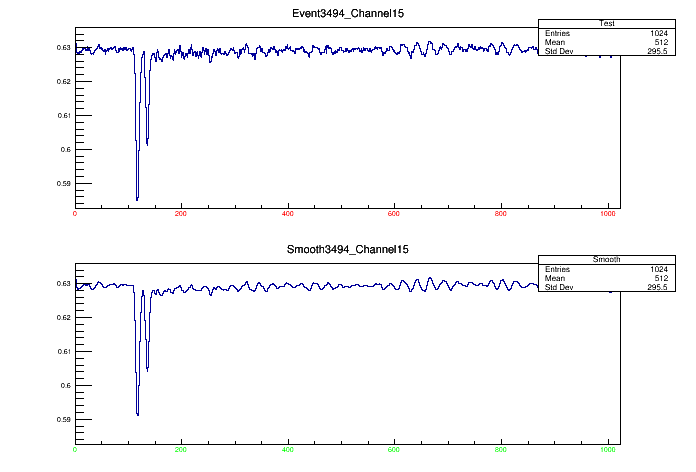 Event3494_Channel15
Test
Entries 1024
Mean 512
Std Dev 295.5
0.63
0.62
0.61
0.6
0.59
0 200 400 600 800 1000
Smooth3494_Channel15
Smooth
Entries 1024
Mean 512
Std Dev 295.5
0.63
0.62
0.61
0.6
0.59
0 200 400 600 800 1000